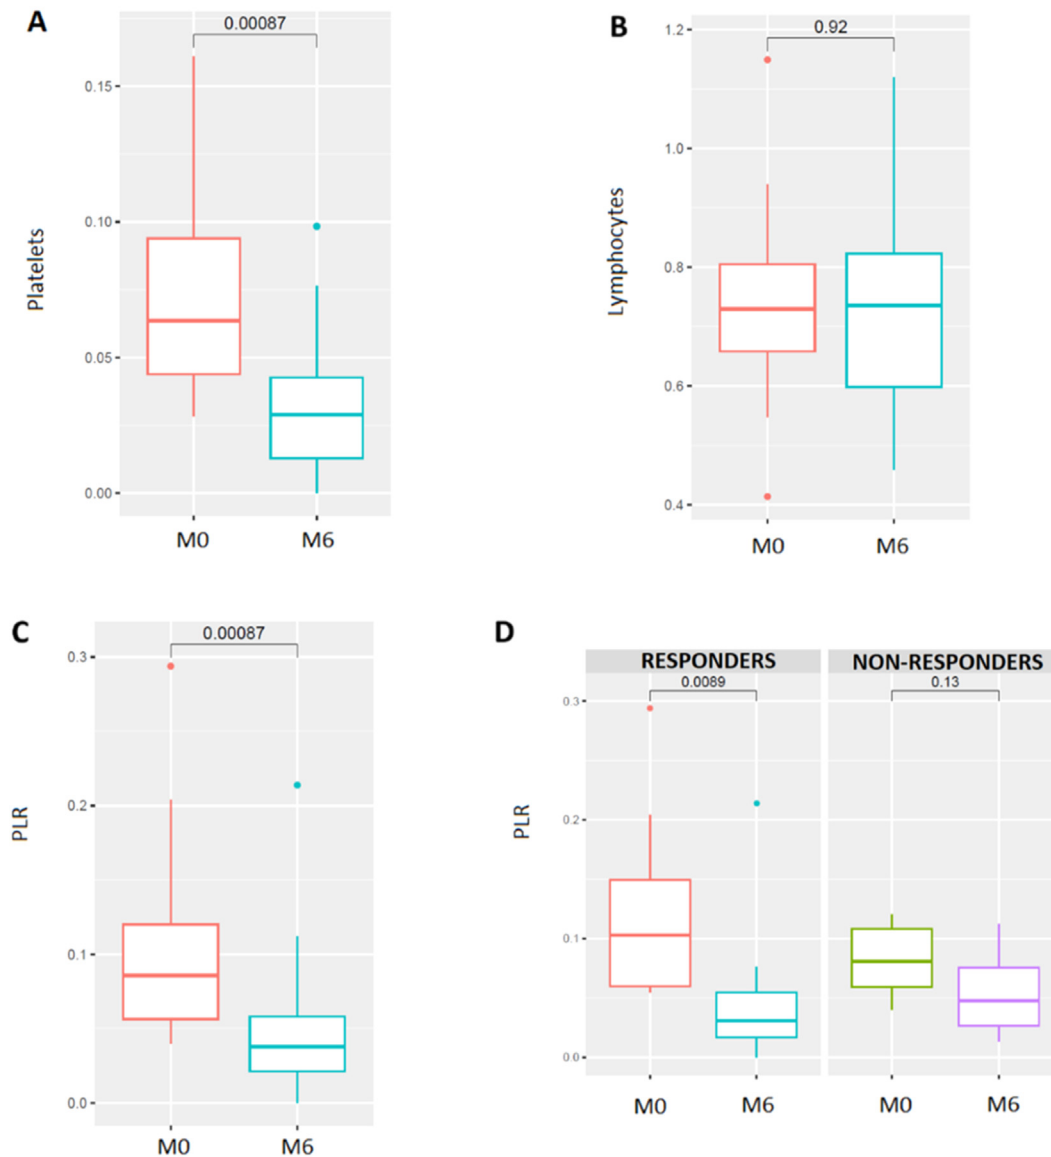 A
0.00087
0.15
0.10
0.05
0.00
Platelets
M0 M6
B
0.92
1.2
1.0
0.8
0.6
0.4
Lymphocytes
M0 M6
C
0.00087
0.3
0.2
0.1
0.0
PLR
M0 M6
D
RESPONDERS NON-RESPONDERS
0.0089 0.13
0.3
0.2
0.1
0.0
PLR
M0 M6 M0 M6